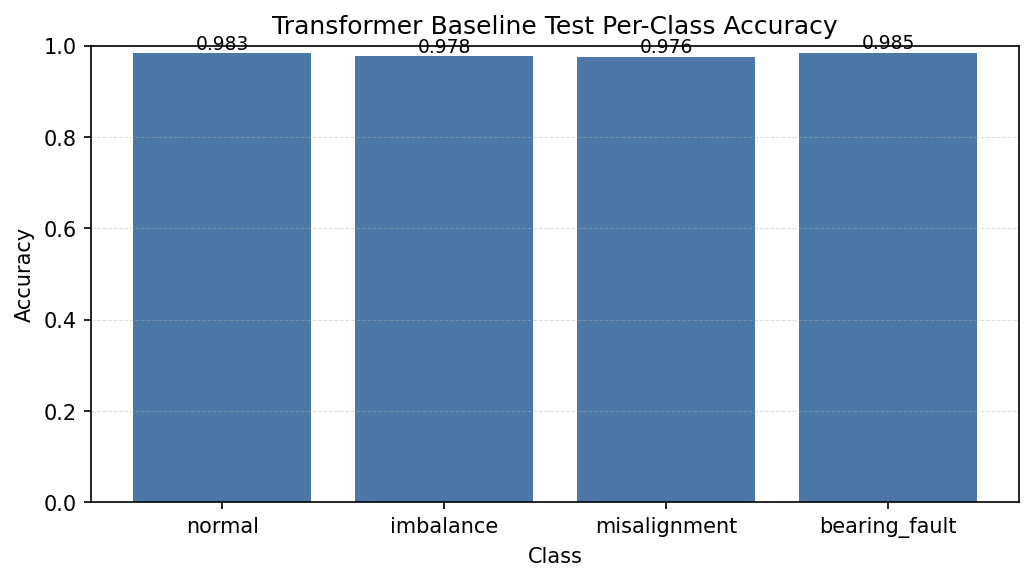 Transformer Baseline Test Per-Class Accuracy
0.983 0.978 0.976 0.985
1.0
0.8
0.6
0.4
0.2
0.0
Accuracy
normal imbalance misalignment bearing_fault
Class